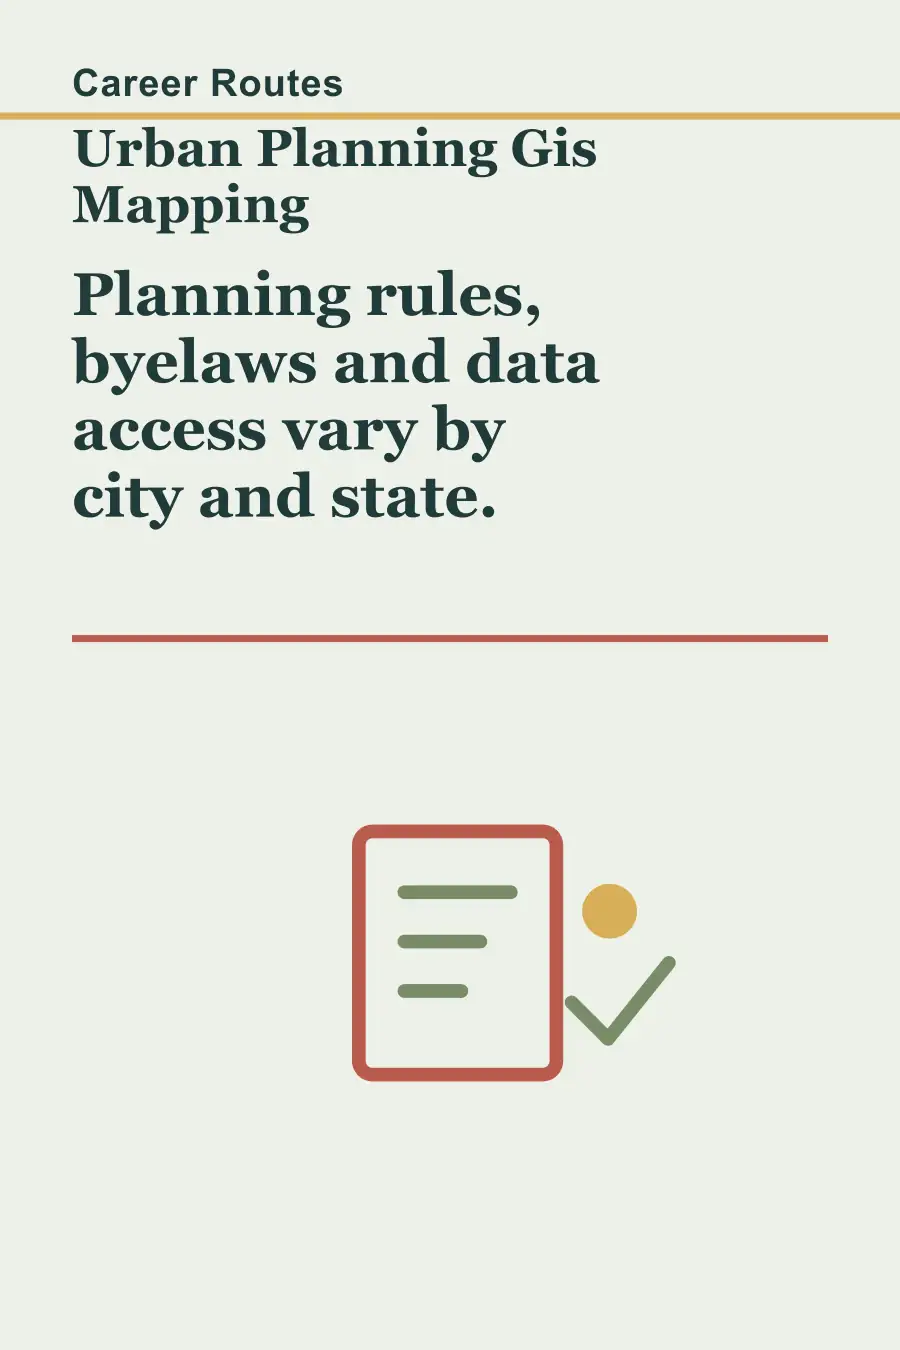 Career Routes
Urban Planning Gis
Mapping
Planning rules,
byelaws and data
access vary by
city and state.